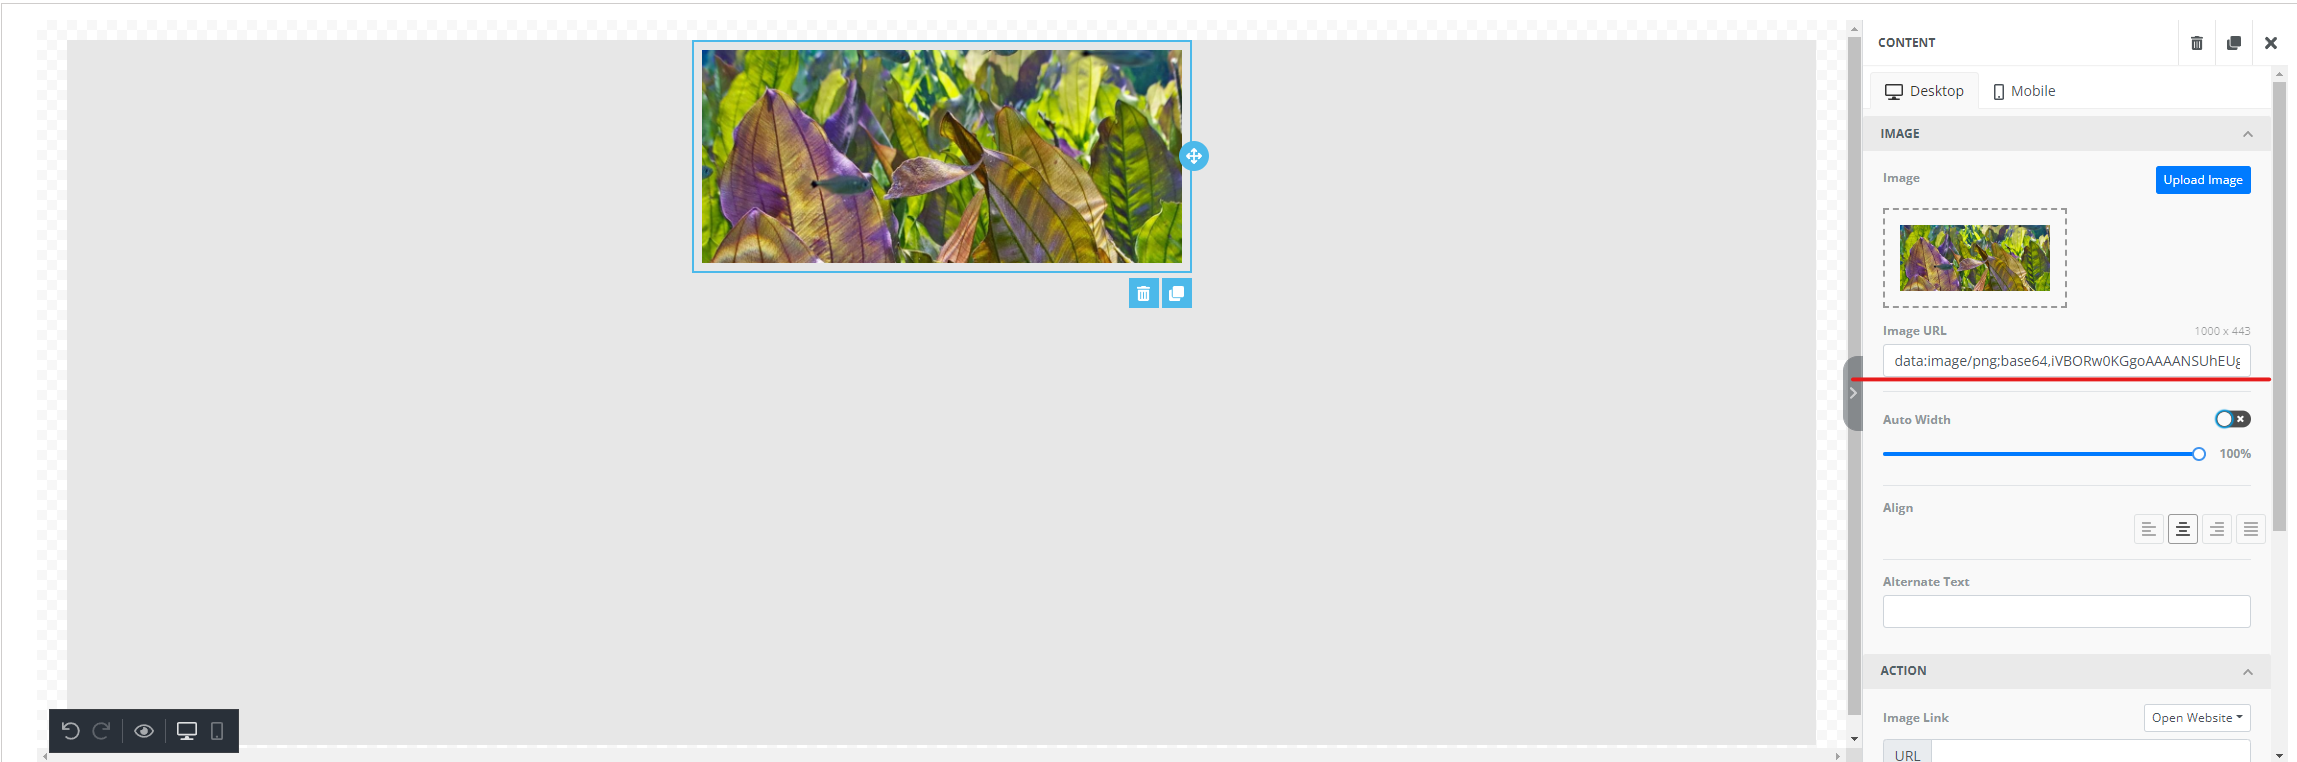 CONTENT
Desktop
Mobile
IMAGE
Image
Upload Image
Image URL
1000 x 443
data:image/png;base64,iVBORw0KGgoAAAANSUhEUg
Auto Width
100%
Align
Alternate Text
ACTION
Image Link
Open Website
URL